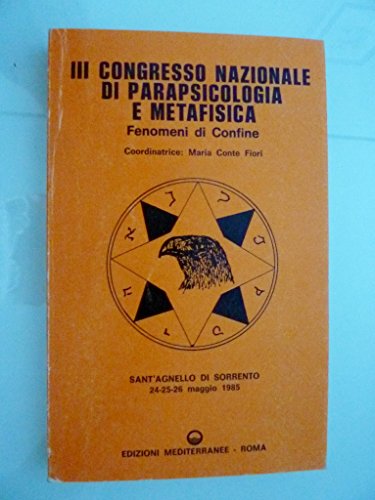 III CONGRESSO NAZIONALE
DI PARAPSICOLOGIA
E METAFISICA
Fenomeni di Confine
Coordinatrice: Maria Conte Fiori
SANT'AGNELLO DI SORRENTO
24-25-26 maggio 1985
EDIZIONI MEDITERRANEE - ROMA